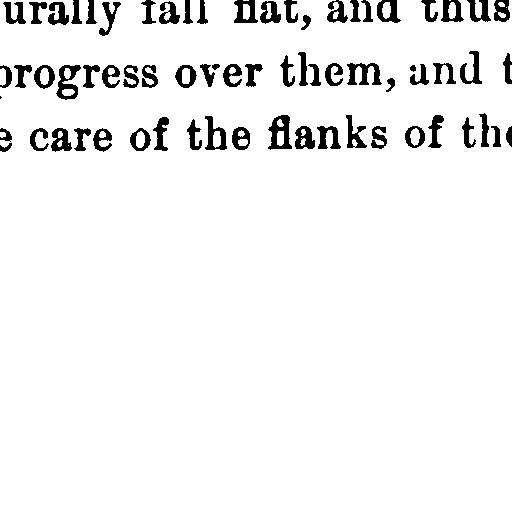 urally fall flat, and thus
progress over them, and t
e care of the flanks of the